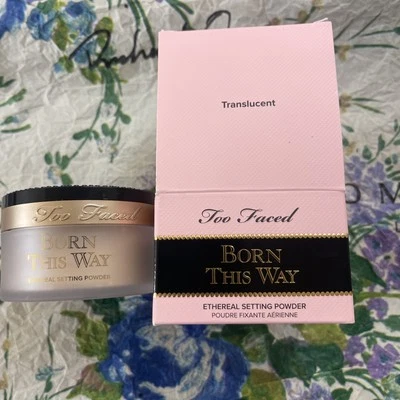 Translucent
Too Faced
BORN
THIS WAY
ETHEREAL SETTING POWDER
POUDRE FIXANTE AÉRIENNE
Too Faced
BORN
THIS WAY
ETHEREAL SETTING POWDER